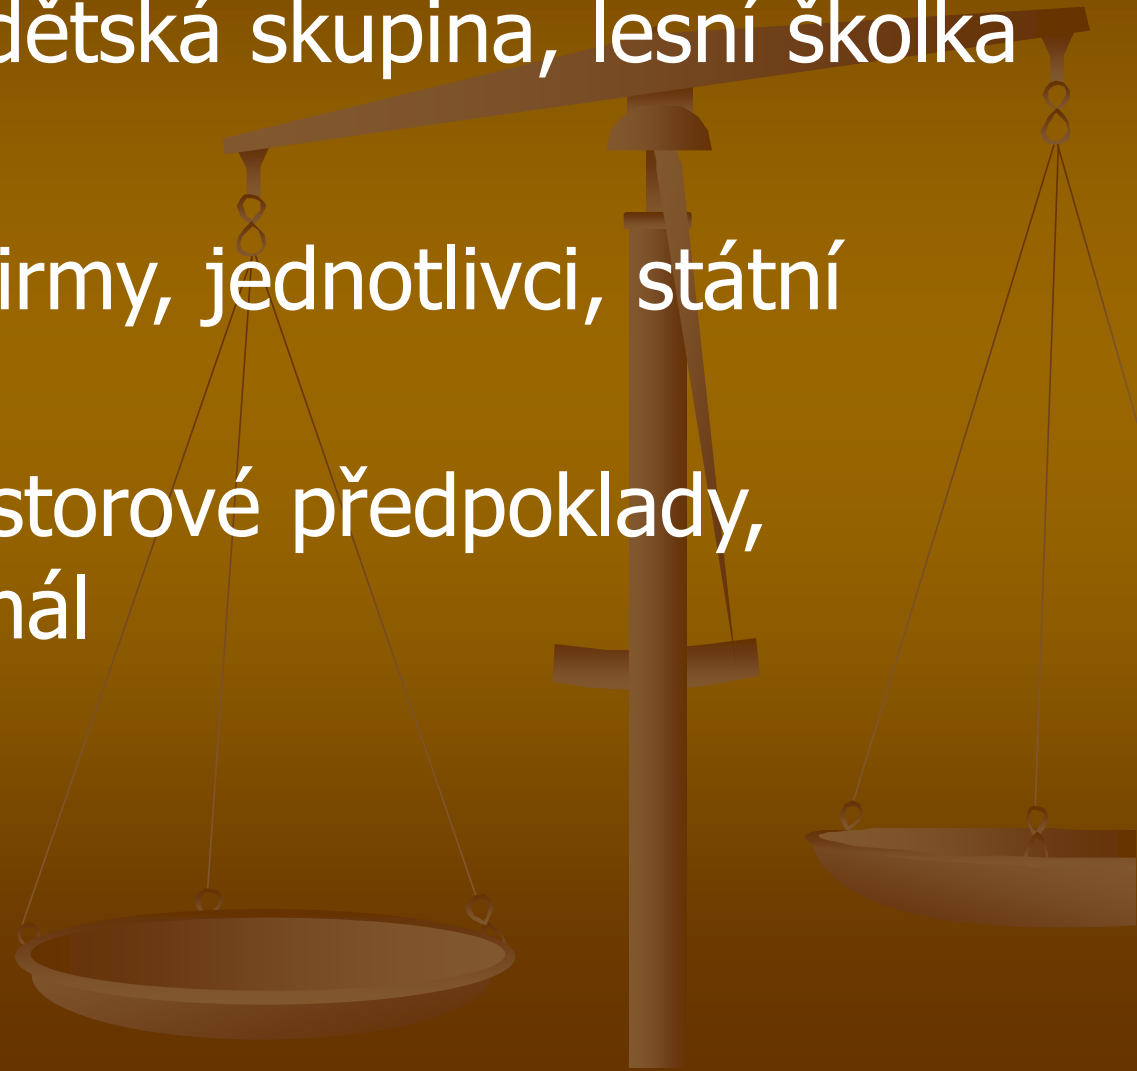 dětská skupina, lesní školka
irmy, jednotlivci, státní
storové předpoklady,
nál